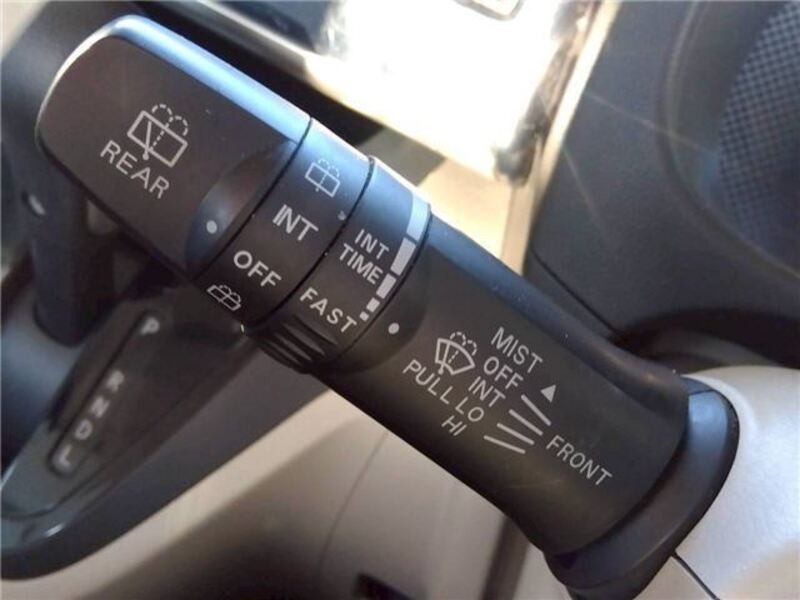 REAR
INT
OFF
INT
TIME
FAST
MIST
OFF
INT
PULL LO
HI
FRONT
P
R
N
D
L